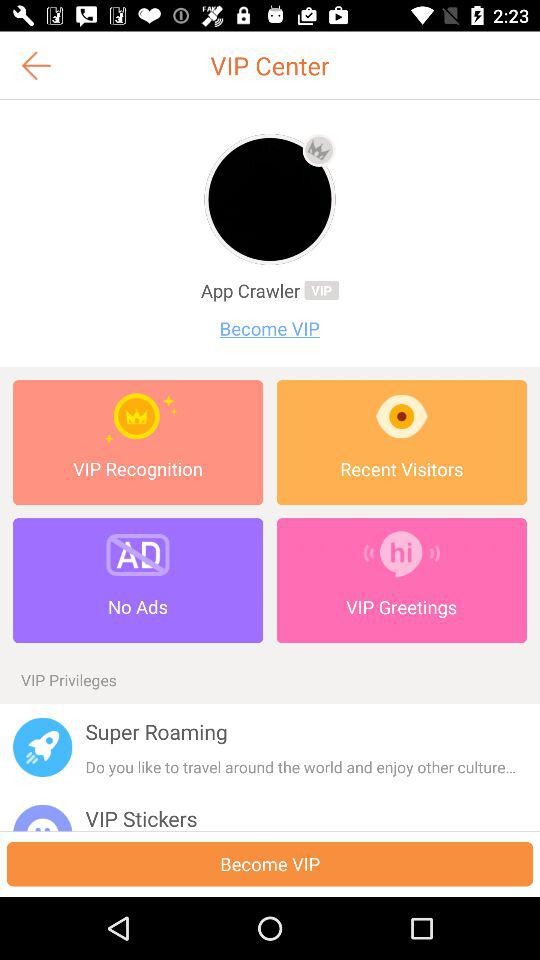 FAKE
2:23
VIP Center
App Crawler VIP
Become VIP
VIP Recognition
Recent Visitors
AD
hi
No Ads
VIP Greetings
VIP Privileges
Super Roaming
Do you like to travel around the world and enjoy other culture...
VIP Stickers
Become VIP